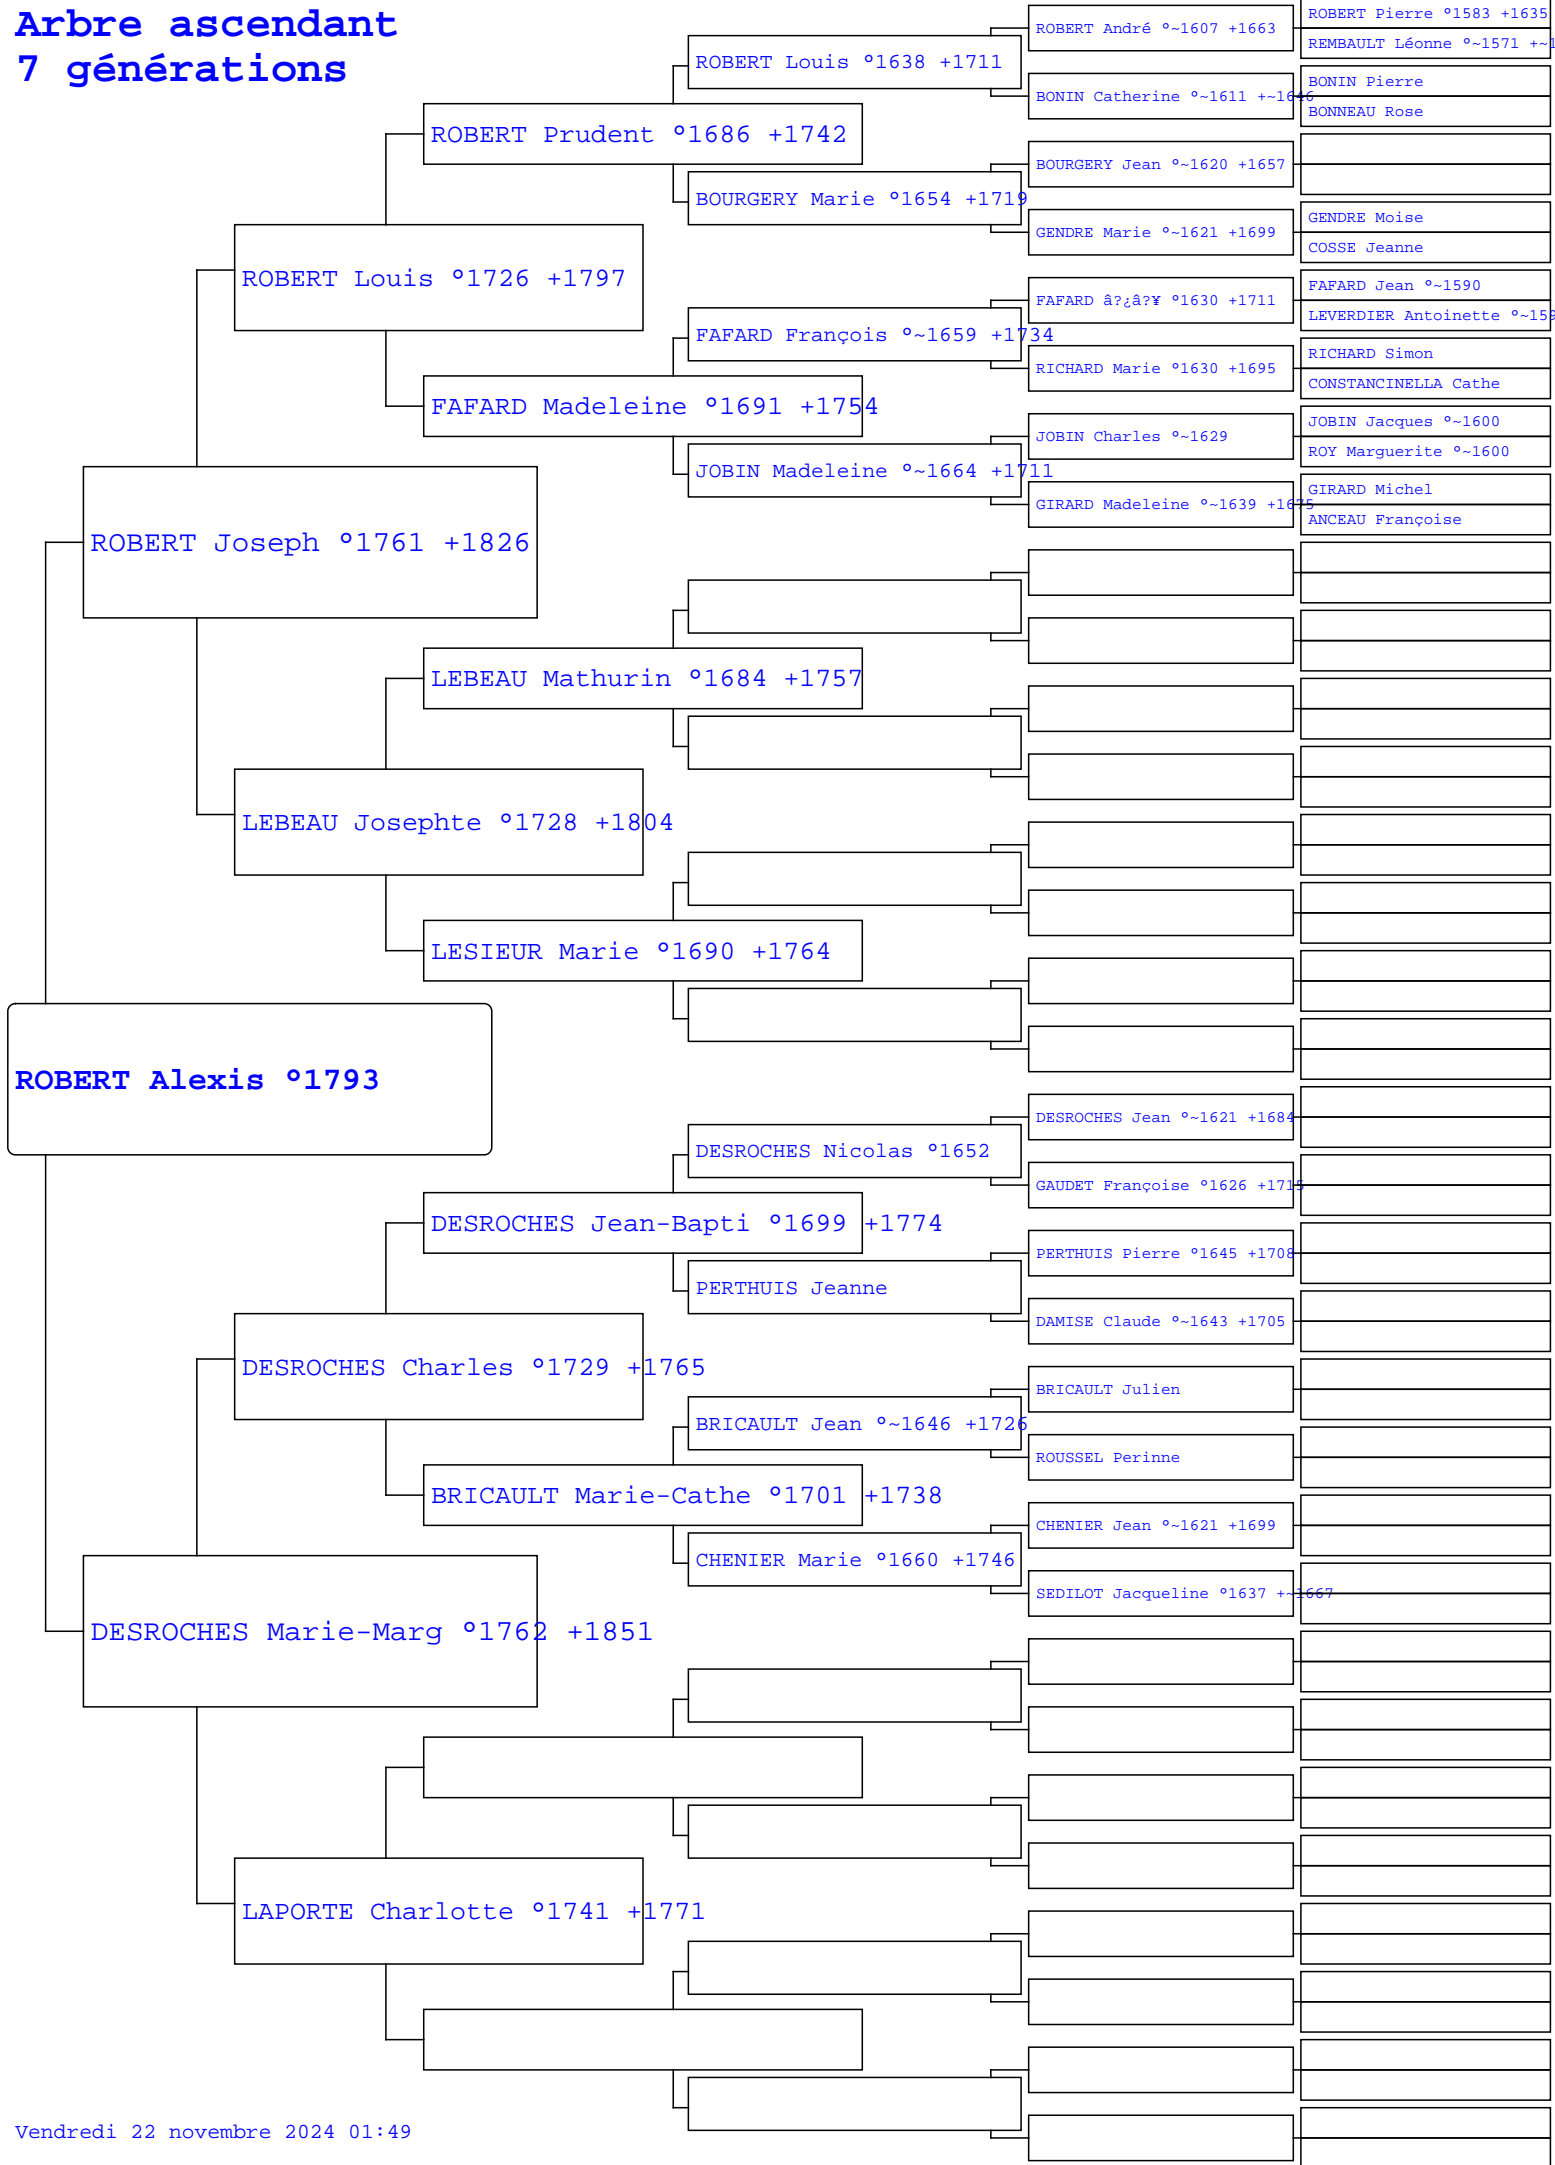 Arbre ascendant
7 générations
ROBERT Pierre °1583 +1635
ROBERT André °~1607 +1663
REMBAULT Léonne °~1571 +~1
ROBERT Louis °1638 +1711
BONIN Pierre
BONIN Catherine °~1611 +~1646
BONNEAU Rose
ROBERT Prudent °1686 +1742
BOURGERY Jean °~1620 +1657
BOURGERY Marie °1654 +1719
GENDRE Moise
GENDRE Marie °~1621 +1699
COSSE Jeanne
ROBERT Louis °1726 +1797
FAFARD Jean °~1590
FAFARD â?¿â?¥ °1630 +1711
LEVERDIER Antoinette °~159
FAFARD François °~1659 +1734
RICHARD Simon
RICHARD Marie °1630 +1695
CONSTANCINELLA Cathe
FAFARD Madeleine °1691 +1754
JOBIN Jacques °~1600
JOBIN Charles °~1629
ROY Marguerite °~1600
JOBIN Madeleine °~1664 +1711
GIRARD Michel
GIRARD Madeleine °~1639 +1675
ANCEAU Françoise
ROBERT Joseph °1761 +1826
LEBEAU Mathurin °1684 +1757
LEBEAU Josephte °1728 +1804
LESIEUR Marie °1690 +1764
ROBERT Alexis °1793
DESROCHES Jean °~1621 +1684
DESROCHES Nicolas °1652
GAUDET Françoise °1626 +1715
DESROCHES Jean-Bapti °1699 +1774
PERTHUIS Pierre °1645 +1708
PERTHUIS Jeanne
DAMISE Claude °~1643 +1705
DESROCHES Charles °1729 +1765
BRICAULT Julien
BRICAULT Jean °~1646 +1726
ROUSSEL Perinne
BRICAULT Marie-Cathe °1701 +1738
CHENIER Jean °~1621 +1699
CHENIER Marie °1660 +1746
SEDILOT Jacqueline °1637 +~1667
DESROCHES Marie-Marg °1762 +1851
LAPORTE Charlotte °1741 +1771
Vendredi 22 novembre 2024 01:49